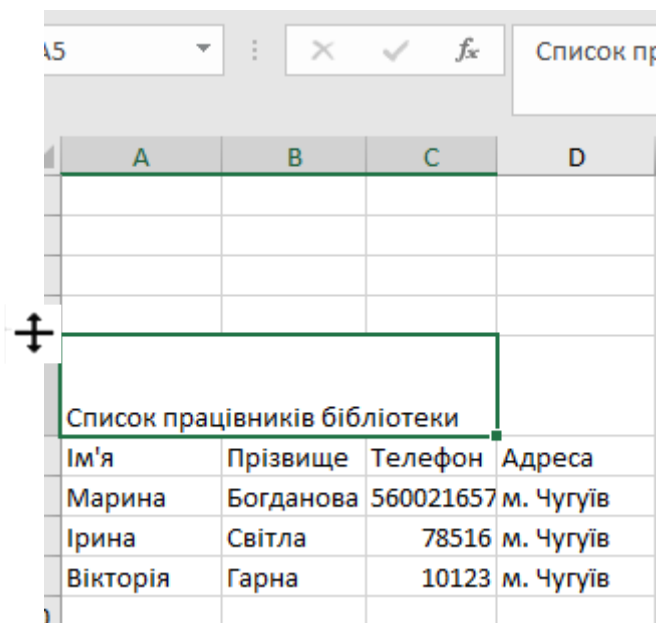 A5 fx Список пр
A B C D
Список працівників бібліотеки
Ім'я Прізвище Телефон Адреса
Марина Богданова 560021657 м. Чугуїв
Ірина Світла 78516 м. Чугуїв
Вікторія Гарна 10123 м. Чугуїв